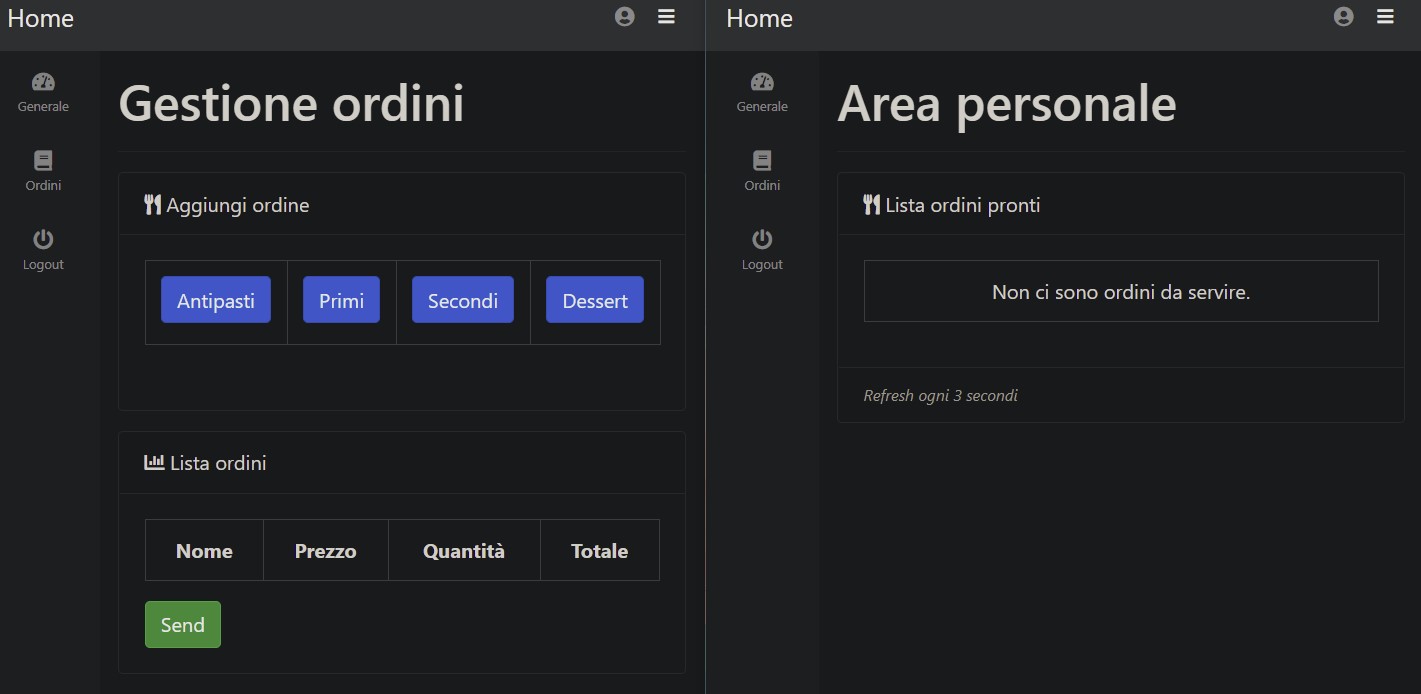 Home
Generale
Ordini
Logout
Gestione ordini
Aggiungi ordine
Antipasti Primi Secondi Dessert
Lista ordini
Nome Prezzo Quantità Totale
Send
Home
Generale
Ordini
Logout
Area personale
Lista ordini pronti
Non ci sono ordini da servire.
Refresh ogni 3 secondi